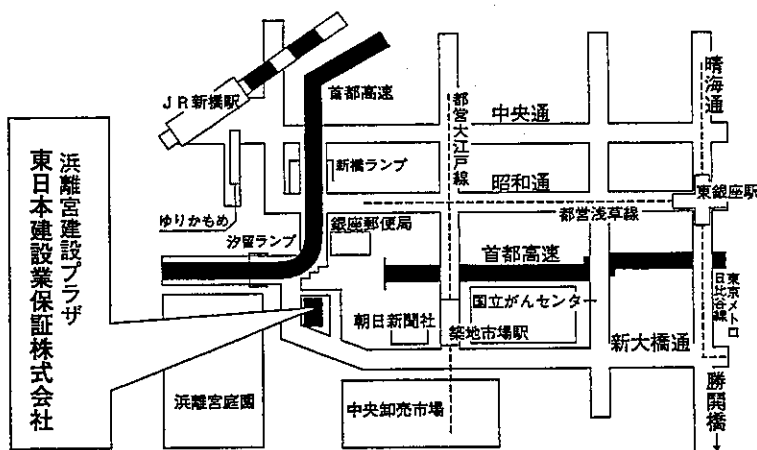 浜離宮建設プラザ
東日本建設業保証株式会社
JR新橋駅
首都高速
都営大江戸線
中央通
晴海通
新橋ランプ
昭和通
東銀座駅
ゆりかもめ
都営浅草線
汐留ランプ
銀座郵便局
首都高速
東京メトロ
日比谷線
国立がんセンター
朝日新聞社
築地市場駅
新大橋通
浜離宮庭園
中央卸売市場
勝開橋